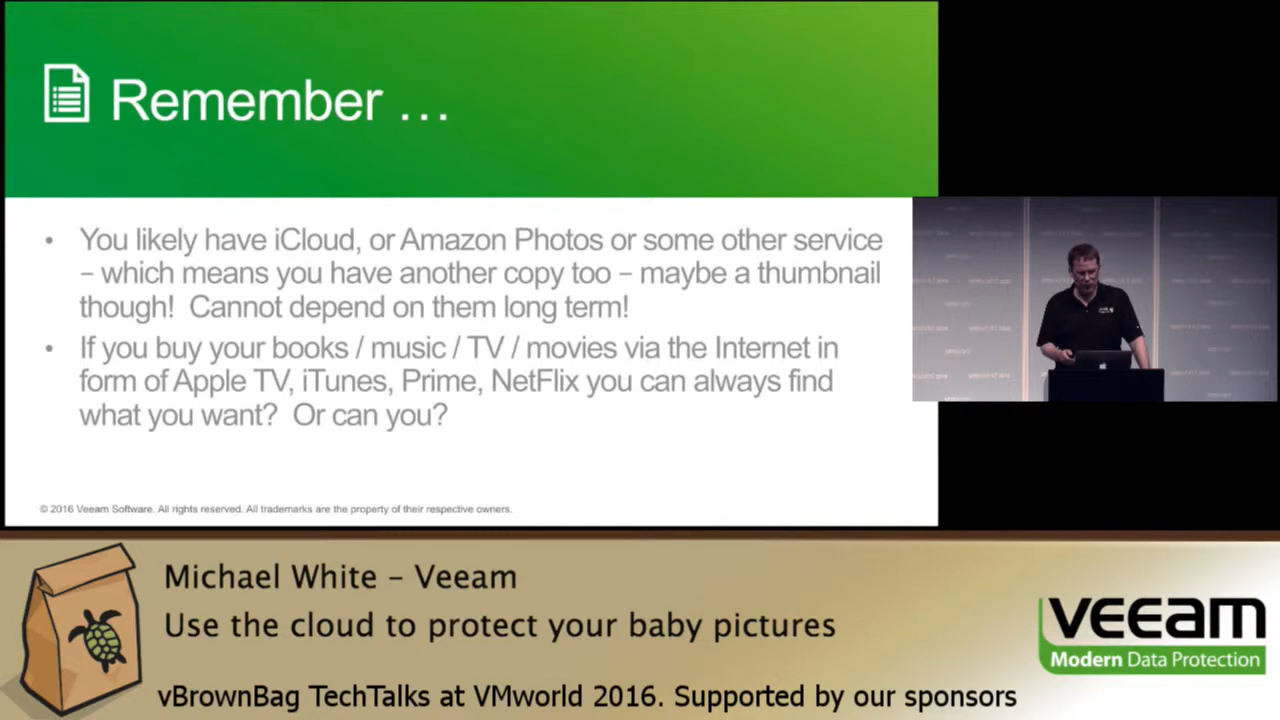 Remember …
• You likely have iCloud, or Amazon Photos or some other service
– which means you have another copy too – maybe a thumbnail
though!  Cannot depend on them long term!
• If you buy your books / music / TV / movies via the Internet in
form of Apple TV, iTunes, Prime, NetFlix you can always find
what you want?  Or can you?
© 2016 Veeam Software. All rights reserved. All trademarks are the property of their respective owners.
Michael White – Veeam
Use the cloud to protect your baby pictures
vBrownBag TechTalks at VMworld 2016. Supported by our sponsors
veeam
Modern Data Protection